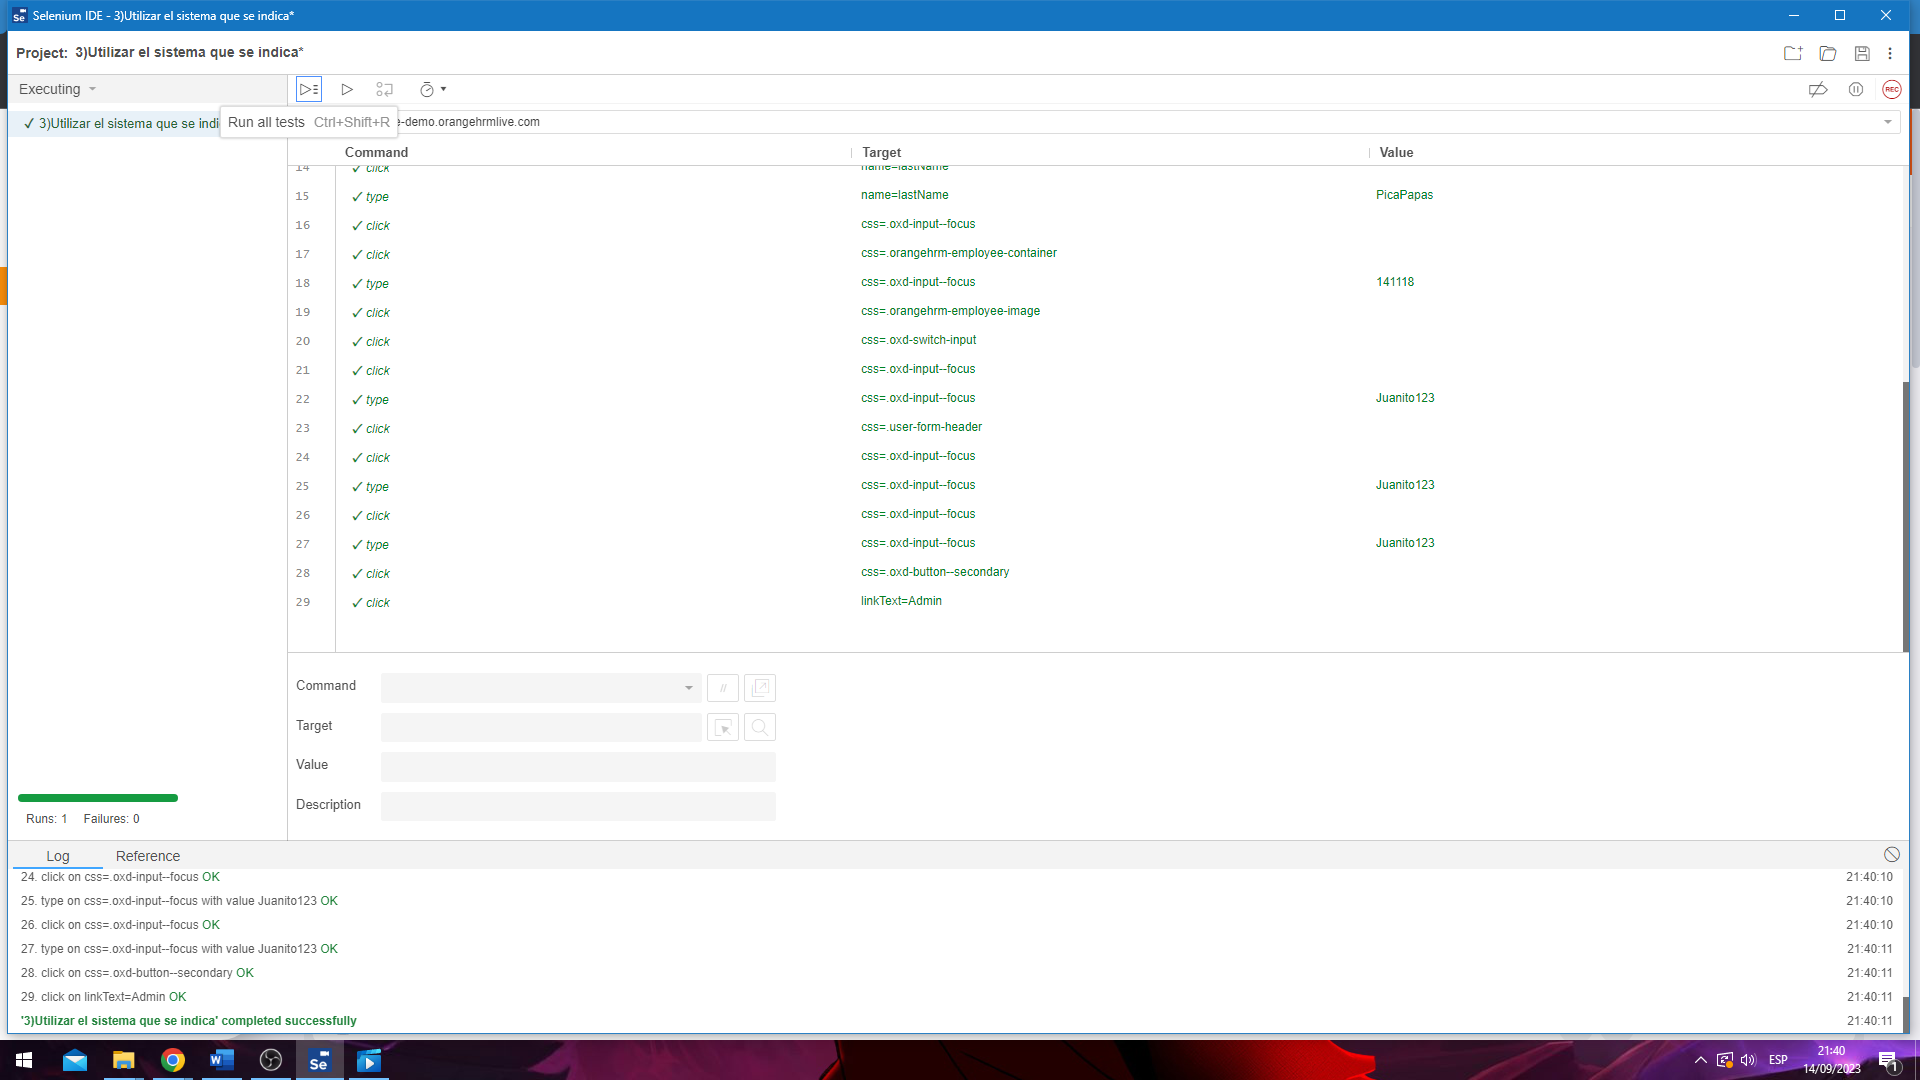 Selenium IDE - 3)Utilizar el sistema que se indica*
Project: 3)Utilizar el sistema que se indica*
Executing
REC
✓ 3)Utilizar el sistema que se indi
Run all tests Ctrl+Shift+R
e-demo.orangehrmlive.com
Command Target Value
14 ✓ click name=lastName
15 ✓ type name=lastName PicaPapas
16 ✓ click css=.oxd-input--focus
17 ✓ click css=.orangehrm-employee-container
18 ✓ type css=.oxd-input--focus 141118
19 ✓ click css=.orangehrm-employee-image
20 ✓ click css=.oxd-switch-input
21 ✓ click css=.oxd-input--focus
22 ✓ type css=.oxd-input--focus Juanito123
23 ✓ click css=.user-form-header
24 ✓ click css=.oxd-input--focus
25 ✓ type css=.oxd-input--focus Juanito123
26 ✓ click css=.oxd-input--focus
27 ✓ type css=.oxd-input--focus Juanito123
28 ✓ click css=.oxd-button--secondary
29 ✓ click linkText=Admin
Command //
Target
Value
Description
Runs: 1 Failures: 0
Log Reference
24. click on css=.oxd-input--focus OK 21:40:10
25. type on css=.oxd-input--focus with value Juanito123 OK 21:40:10
26. click on css=.oxd-input--focus OK 21:40:10
27. type on css=.oxd-input--focus with value Juanito123 OK 21:40:11
28. click on css=.oxd-button--secondary OK 21:40:11
29. click on linkText=Admin OK 21:40:11
'3)Utilizar el sistema que se indica' completed successfully 21:40:11
Se
ESP
21:40
14/09/2023
1